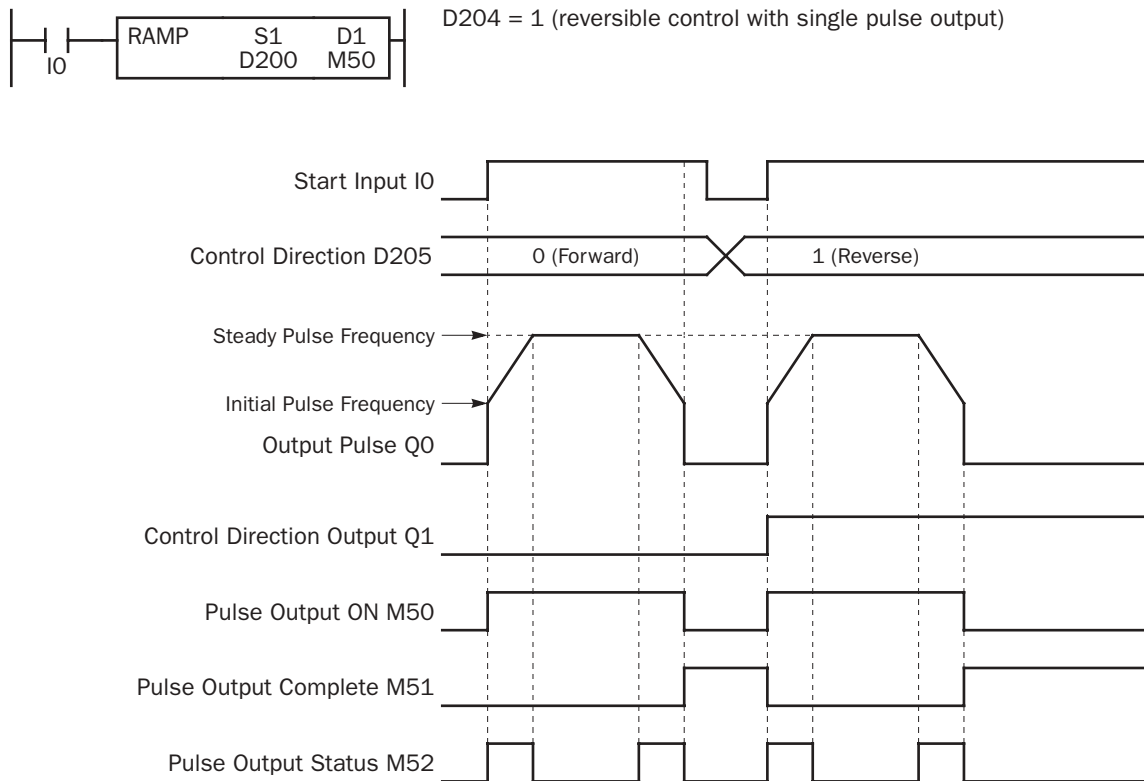 RAMP S1 D1
D200 M50
I0
D204 = 1 (reversible control with single pulse output)
Start Input I0
Control Direction D205
0 (Forward)
1 (Reverse)
Steady Pulse Frequency
Initial Pulse Frequency
Output Pulse Q0
Control Direction Output Q1
Pulse Output ON M50
Pulse Output Complete M51
Pulse Output Status M52